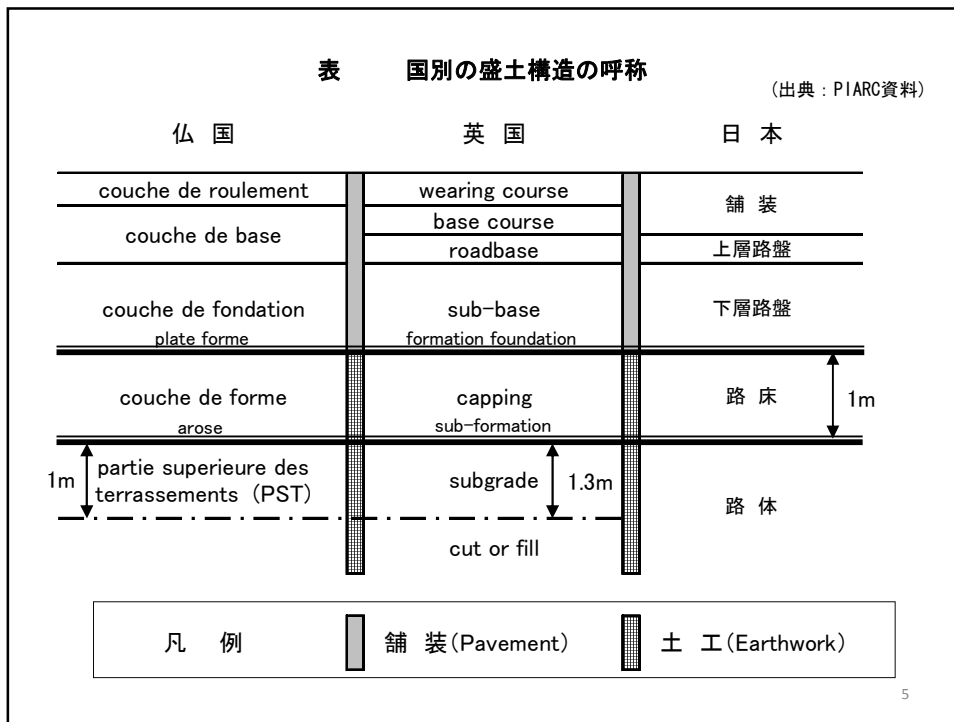 表 国別の盛土構造の呼称
(出典:PIARC資料)
仏 国 英 国 日 本
couche de roulement wearing course 舗 装
couche de base base course
roadbase 上層路盤
couche de fondation sub-base 下層路盤
plate forme formation foundation
couche de forme capping 路 床 1m
arose sub-formation
1m partie superieure des
terrassements (PST) subgrade 1.3m 路 体
cut or fill
凡 例 舗 装(Pavement) 土 工(Earthwork)
5